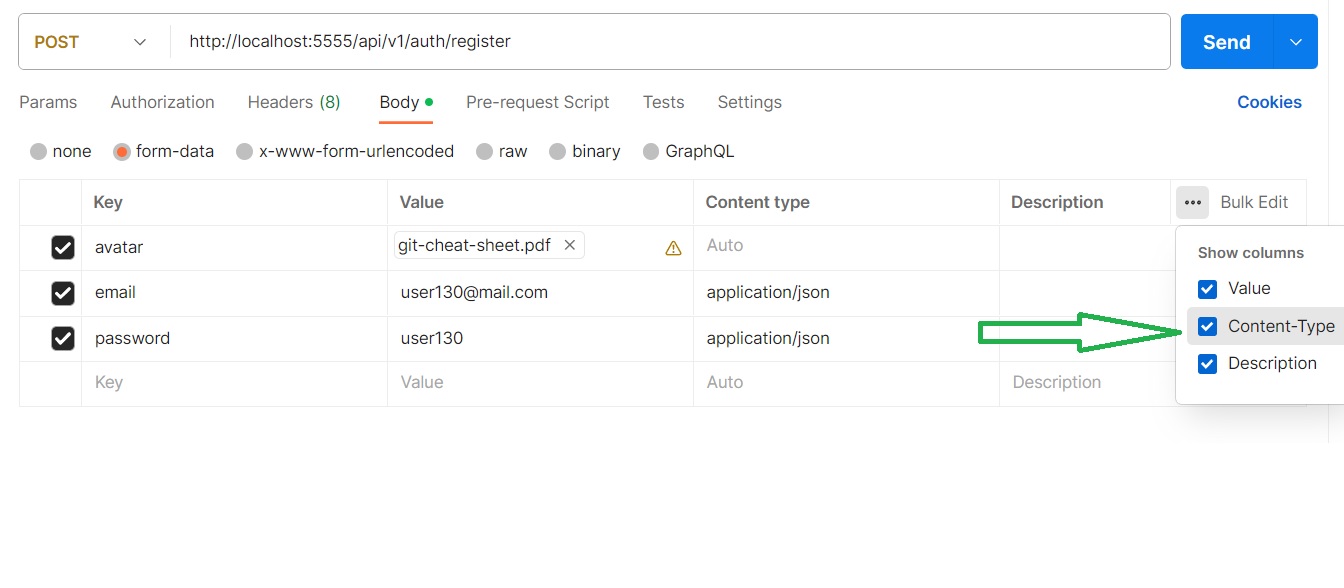 POST http://localhost:5555/api/v1/auth/register Send
Params Authorization Headers (8) Body Pre-request Script Tests Settings Cookies
none form-data x-www-form-urlencoded raw binary GraphQL
Key Value Content type Description ••• Bulk Edit
avatar git-cheat-sheet.pdf × Auto
Show columns
Value
email user130@mail.com application/json
Content-Type
password user130 application/json
Description
Key Value Auto Description